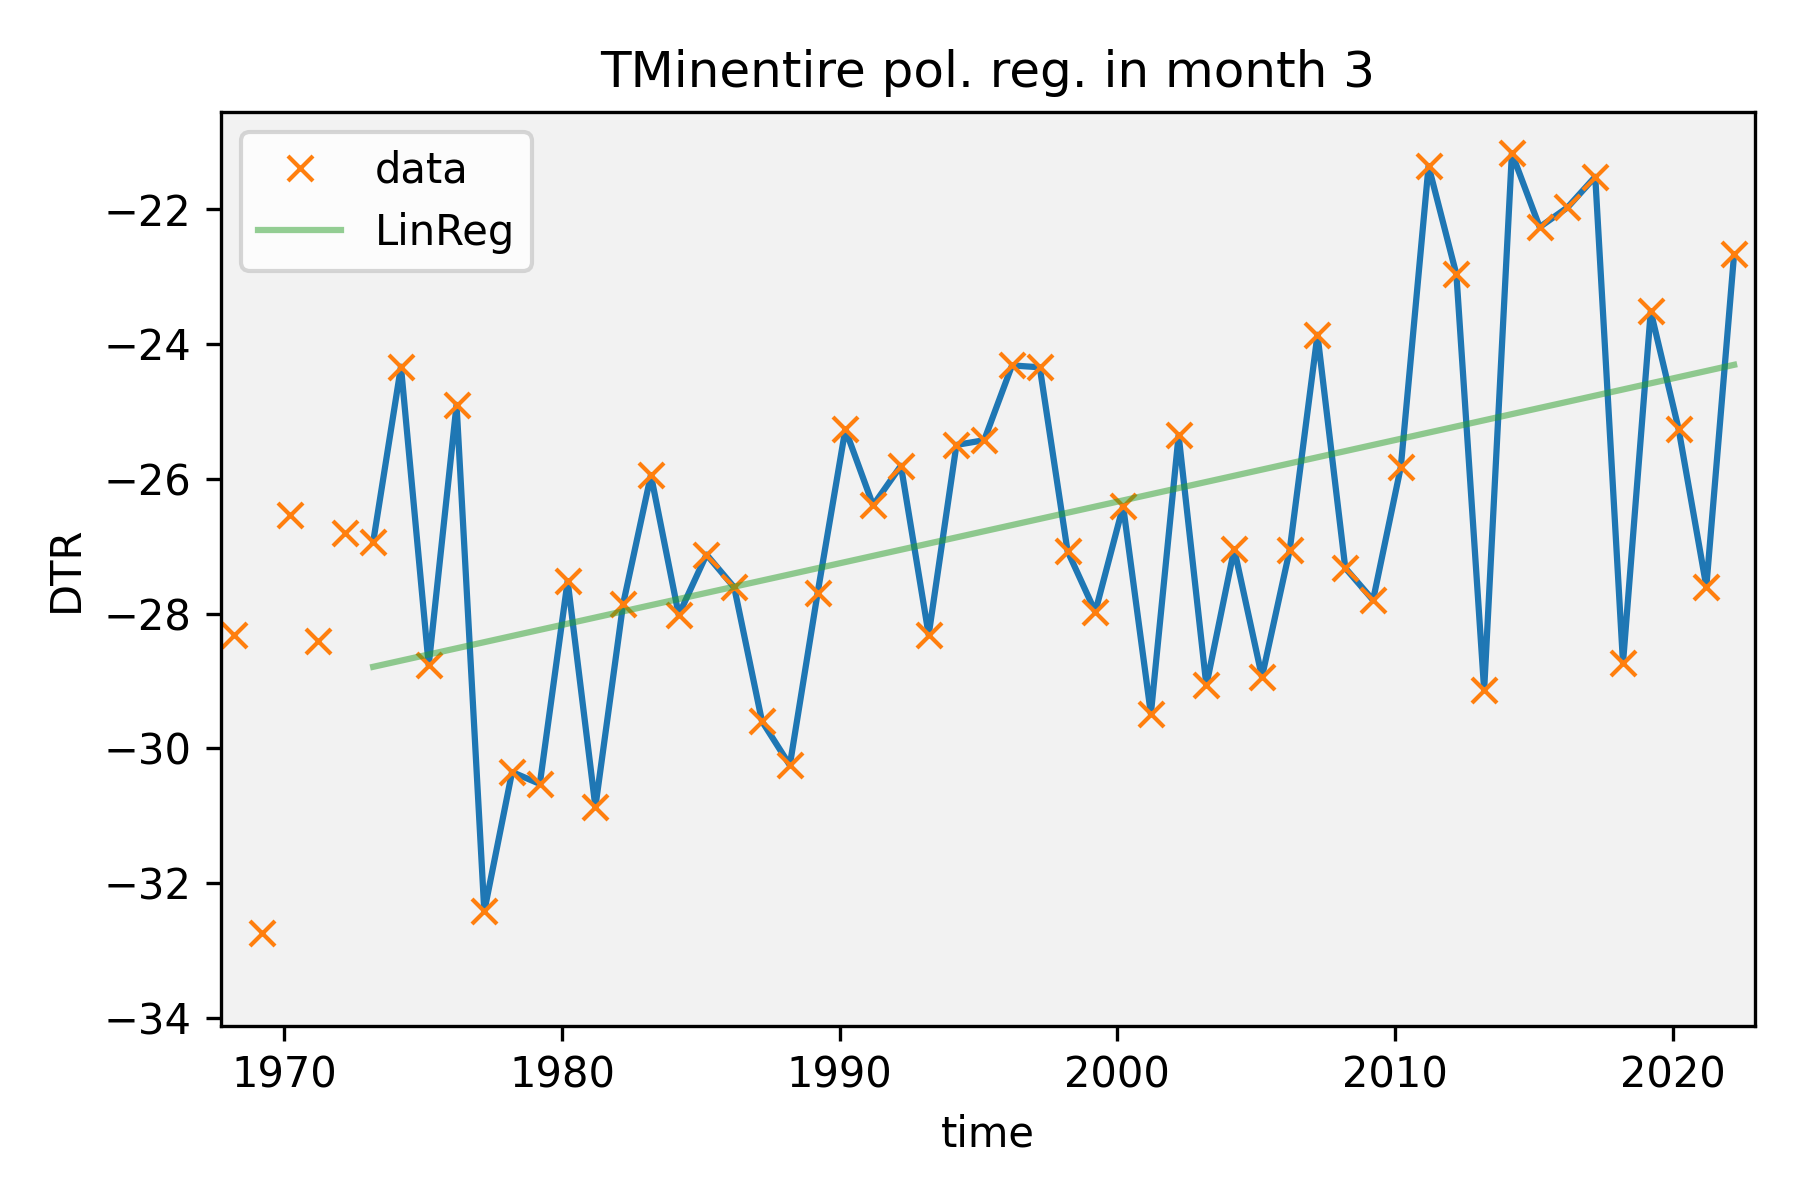 TMinentire pol. reg. in month 3
data
LinReg
−22
−24
−26
−28
−30
−32
−34
DTR
1970 1980 1990 2000 2010 2020
time